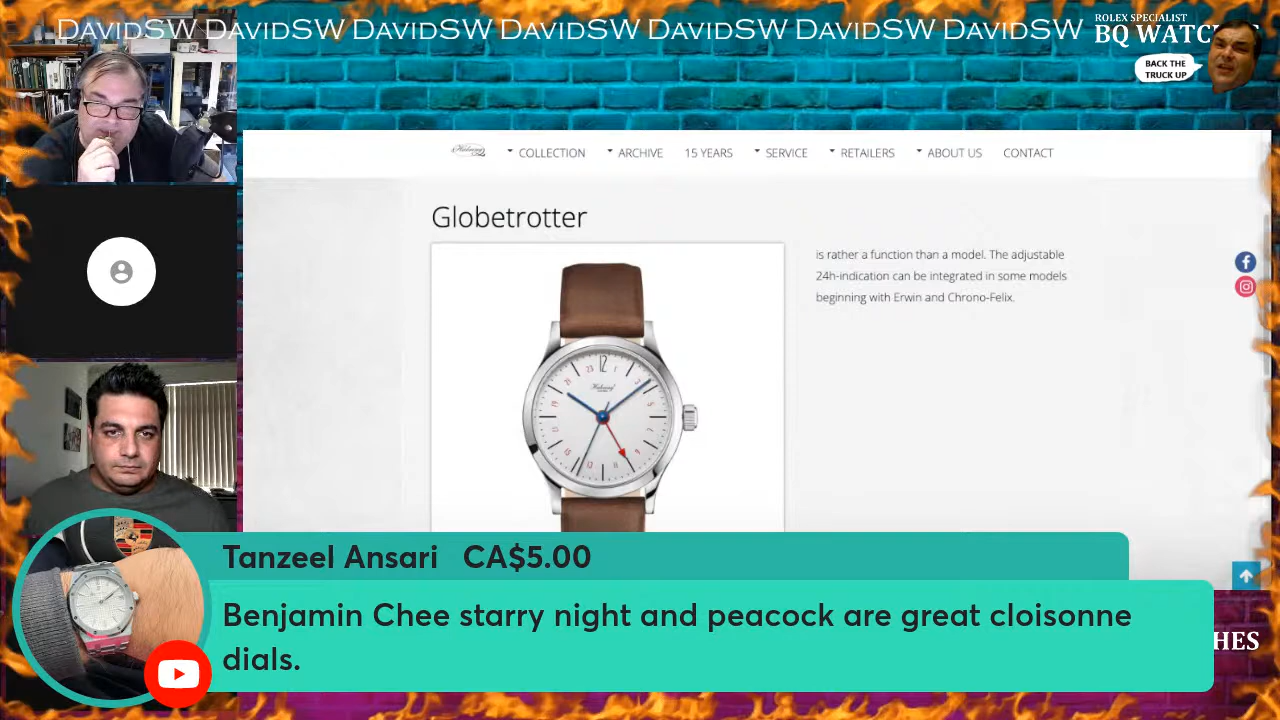 DAVIDSW DAVIDSW DAVIDSW DAVIDSW DAVIDSW DAVIDSW DAVIDSW
ROLEX SPECIALIST
BQ WATC
BACK THE
TRUCK UP
COLLECTION ARCHIVE 15 YEARS SERVICE RETAILERS ABOUT US CONTACT
Globetrotter
is rather a function than a model. The adjustable
24h-indication can be integrated in some models
beginning with Erwin and Chrono-Felix.
Tanzeel Ansari CA$5.00
Benjamin Chee starry night and peacock are great cloisonne
dials.
HES